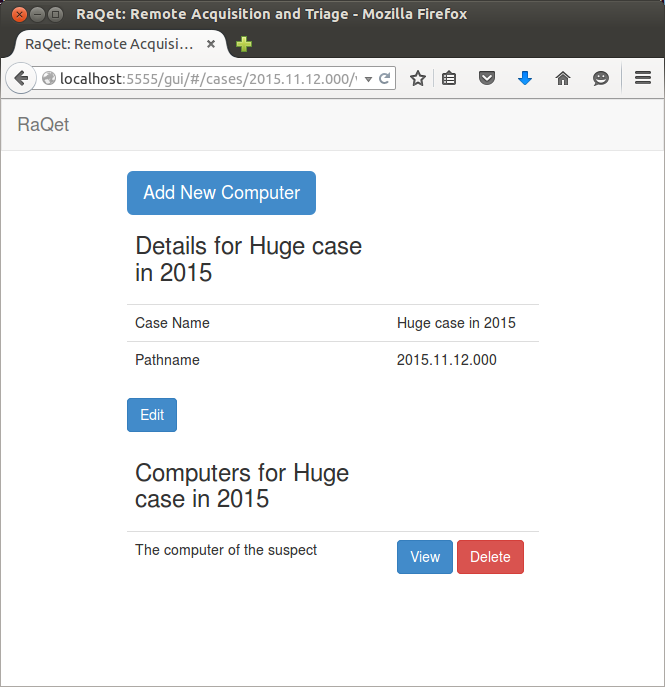 RaQet: Remote Acquisition and Triage - Mozilla Firefox
RaQet: Remote Acquisi...
localhost:5555/gui/#/cases/2015.11.12.000/
RaQet
Add New Computer
Details for Huge case
in 2015
Case Name Huge case in 2015
Pathname 2015.11.12.000
Edit
Computers for Huge
case in 2015
The computer of the suspect View Delete